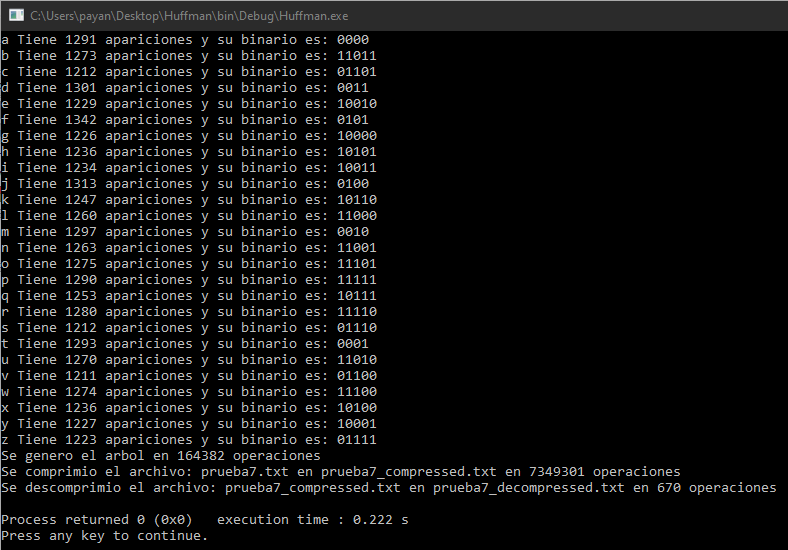 C:\Users\payan\Desktop\Huffman\bin\Debug\Huffman.exe
a Tiene 1291 apariciones y su binario es: 0000
b Tiene 1273 apariciones y su binario es: 11011
c Tiene 1212 apariciones y su binario es: 01101
d Tiene 1301 apariciones y su binario es: 0011
e Tiene 1229 apariciones y su binario es: 10010
f Tiene 1342 apariciones y su binario es: 0101
g Tiene 1226 apariciones y su binario es: 10000
h Tiene 1236 apariciones y su binario es: 10101
i Tiene 1234 apariciones y su binario es: 10011
j Tiene 1313 apariciones y su binario es: 0100
k Tiene 1247 apariciones y su binario es: 10110
l Tiene 1260 apariciones y su binario es: 11000
m Tiene 1297 apariciones y su binario es: 0010
n Tiene 1263 apariciones y su binario es: 11001
o Tiene 1275 apariciones y su binario es: 11101
p Tiene 1290 apariciones y su binario es: 11111
q Tiene 1253 apariciones y su binario es: 10111
r Tiene 1280 apariciones y su binario es: 11110
s Tiene 1212 apariciones y su binario es: 01110
t Tiene 1293 apariciones y su binario es: 0001
u Tiene 1270 apariciones y su binario es: 11010
v Tiene 1211 apariciones y su binario es: 01100
w Tiene 1274 apariciones y su binario es: 11100
x Tiene 1236 apariciones y su binario es: 10100
y Tiene 1227 apariciones y su binario es: 10001
z Tiene 1223 apariciones y su binario es: 01111
Se genero el arbol en 164382 operaciones
Se comprimio el archivo: prueba7.txt en prueba7_compressed.txt en 7349301 operaciones
Se descomprimio el archivo: prueba7_compressed.txt en prueba7_decompressed.txt en 670 operaciones
Process returned 0 (0x0)   execution time : 0.222 s
Press any key to continue.